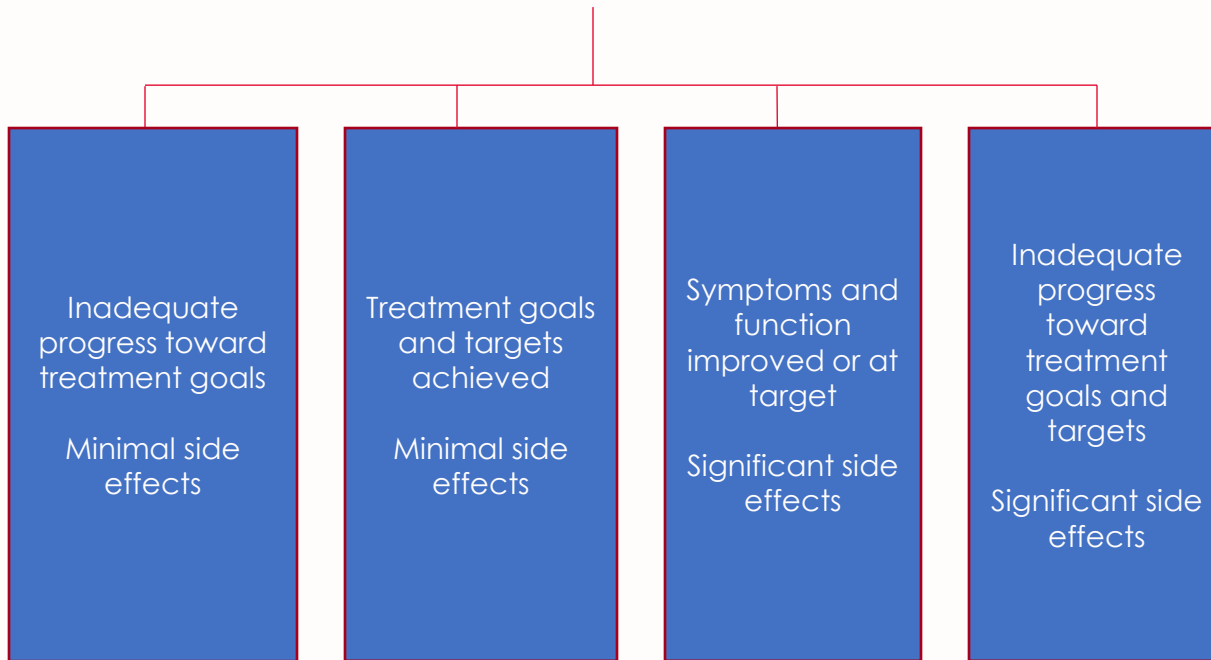 Inadequate
progress toward
treatment goals
Minimal side
effects
Treatment goals
and targets
achieved
Minimal side
effects
Symptoms and
function
improved or at
target
Significant side
effects
Inadequate
progress
toward
treatment
goals and
targets
Significant side
effects